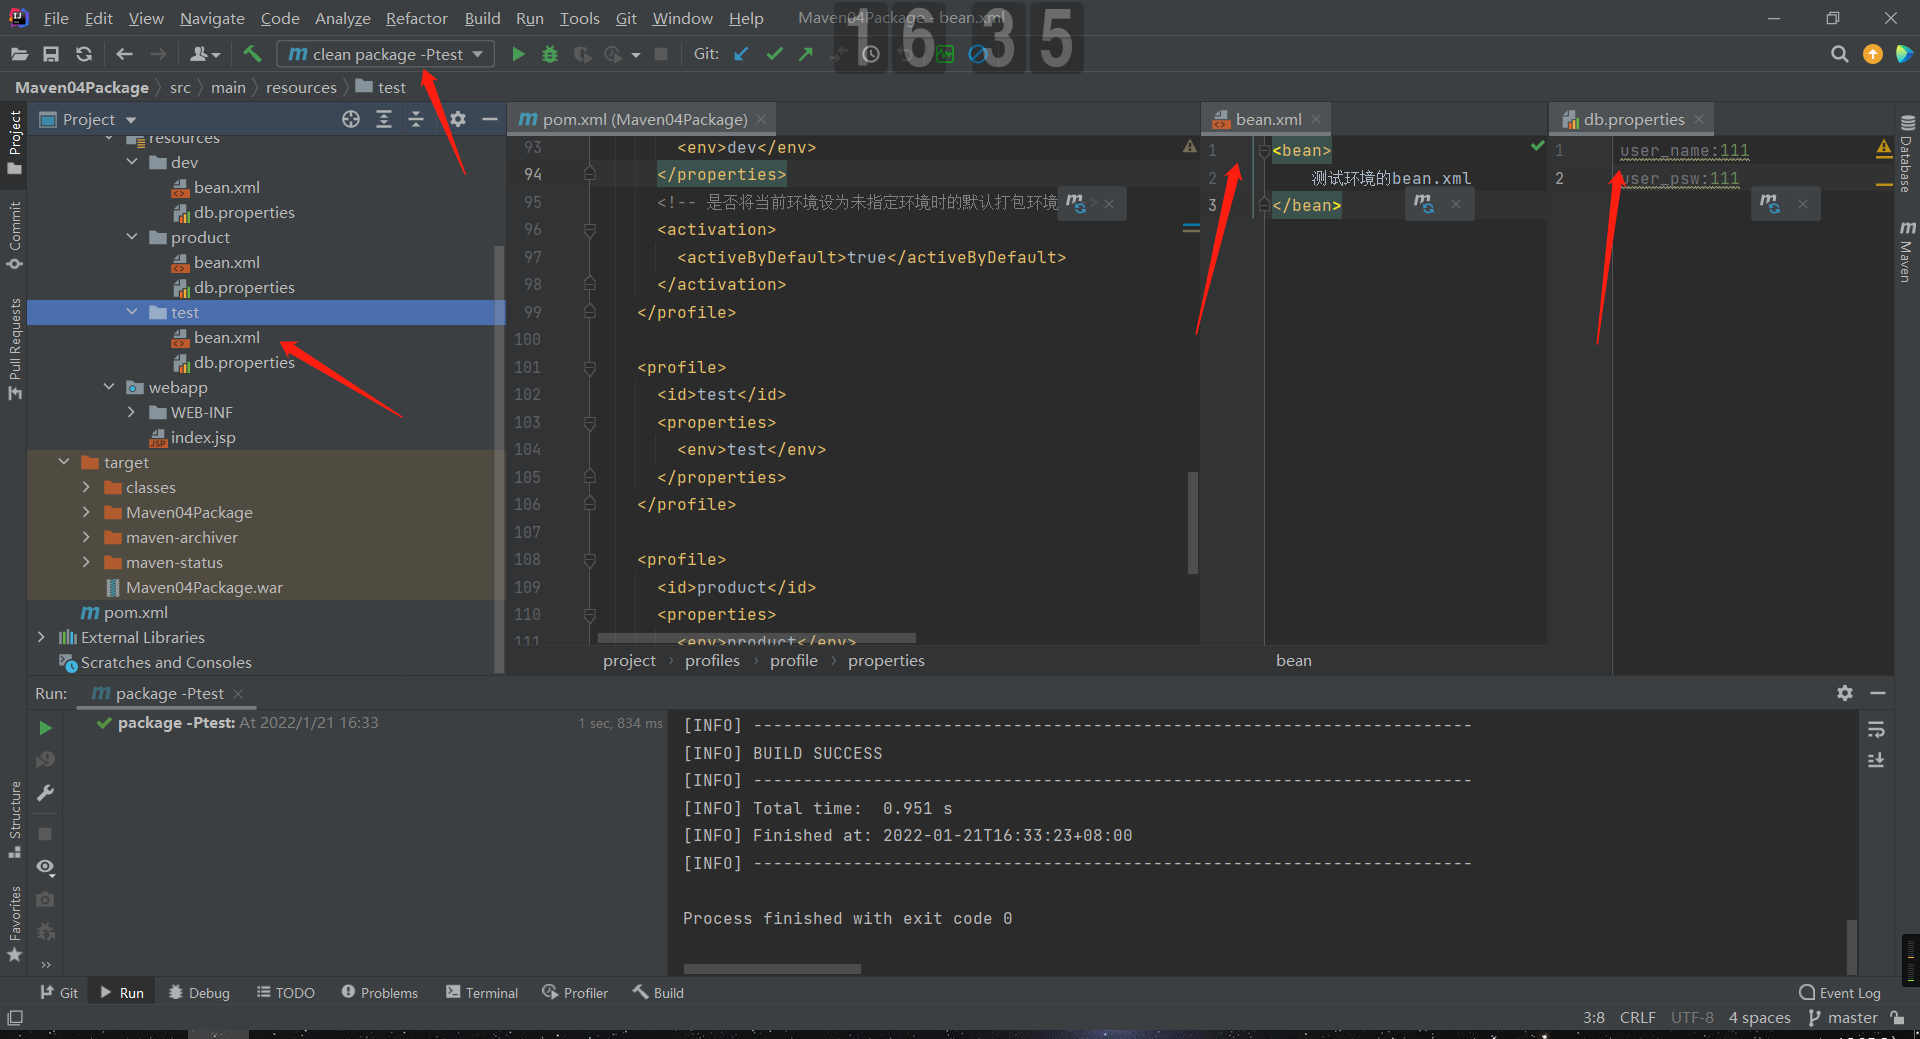 File Edit View Navigate Code Analyze Refactor Build Run Tools Git Window Help Maven04Package - bean.xml
16 35
clean package -Ptest Git:
Maven04Package src main resources test
Project
pom.xml (Maven04Package)
bean.xml
db.properties
resources
dev
bean.xml
db.properties
product
bean.xml
db.properties
test
bean.xml
db.properties
webapp
WEB-INF
index.jsp
target
classes
Maven04Package
maven-archiver
maven-status
Maven04Package.war
pom.xml
External Libraries
Scratches and Consoles
93 <env>dev</env>
94 </properties>
95 <!-- 是否将当前环境设为未指定环境时的默认打包环境
96 <activation>
97 <activeByDefault>true</activeByDefault>
98 </activation>
99 </profile>
100
101 <profile>
102 <id>test</id>
103 <properties>
104 <env>test</env>
105 </properties>
106 </profile>
107
108 <profile>
109 <id>product</id>
110 <properties>
111 <env>product</env>
project profiles profile properties
1 <bean>
2 测试环境的bean.xml
3 </bean>
bean
1 user_name:111
2 user_psw:111
Project
Commit
Pull Requests
Structure
Favorites
Database
Maven
Run: package -Ptest
package -Ptest: At 2022/1/21 16:33 1 sec, 834 ms
[INFO] ------------------------------------------------------------------------
[INFO] BUILD SUCCESS
[INFO] ------------------------------------------------------------------------
[INFO] Total time:  0.951 s
[INFO] Finished at: 2022-01-21T16:33:23+08:00
[INFO] ------------------------------------------------------------------------
Process finished with exit code 0
Git Run Debug TODO Problems Terminal Profiler Build Event Log
3:8 CRLF UTF-8 4 spaces master